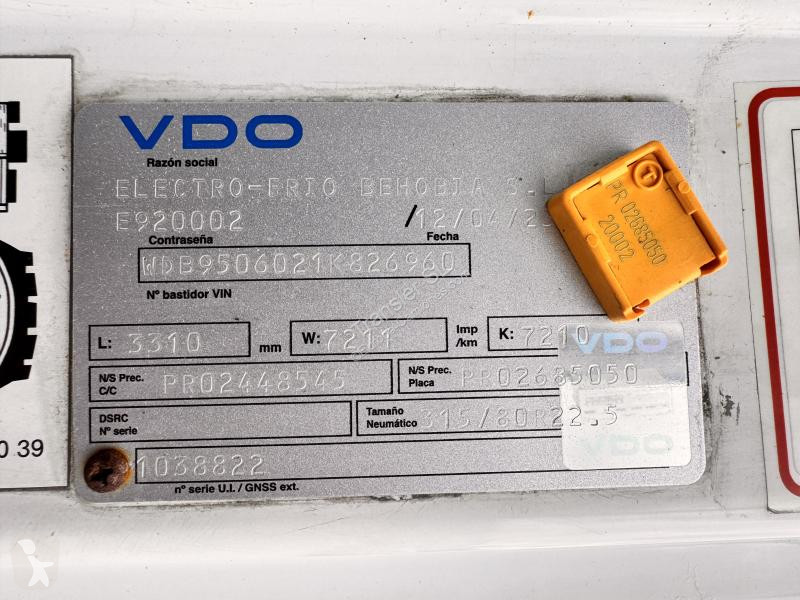 VDO
Razón social
ELECTRO-FRIO BEHOBIA S.L
E920002 /12/04/2
Contraseña Fecha
WDB9506021K826960
Nº bastidor VIN
L: 3310 mm W: 7211 Imp /km K: 7210
N/S Prec. C/C PR02448545 N/S Prec. Placa PR02685050
DSRC Nº serie Tamaño Neumático 315/80R22.5
1038822
nº serie U.I. / GNSS ext.
T
PR 02685050
20002
VDO
VDO
0 39